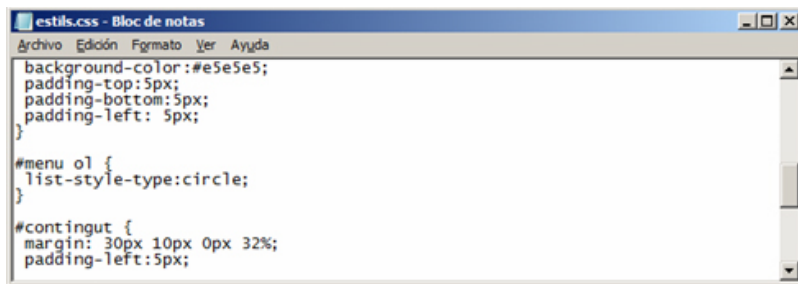 estils.css - Bloc de notas
Archivo Edición Formato Ver Ayuda
background-color:#e5e5e5;
padding-top:5px;
padding-bottom:5px;
padding-left: 5px;
}
#menu ol {
list-style-type:circle;
}
#contingut {
margin: 30px 10px 0px 32%;
padding-left:5px;